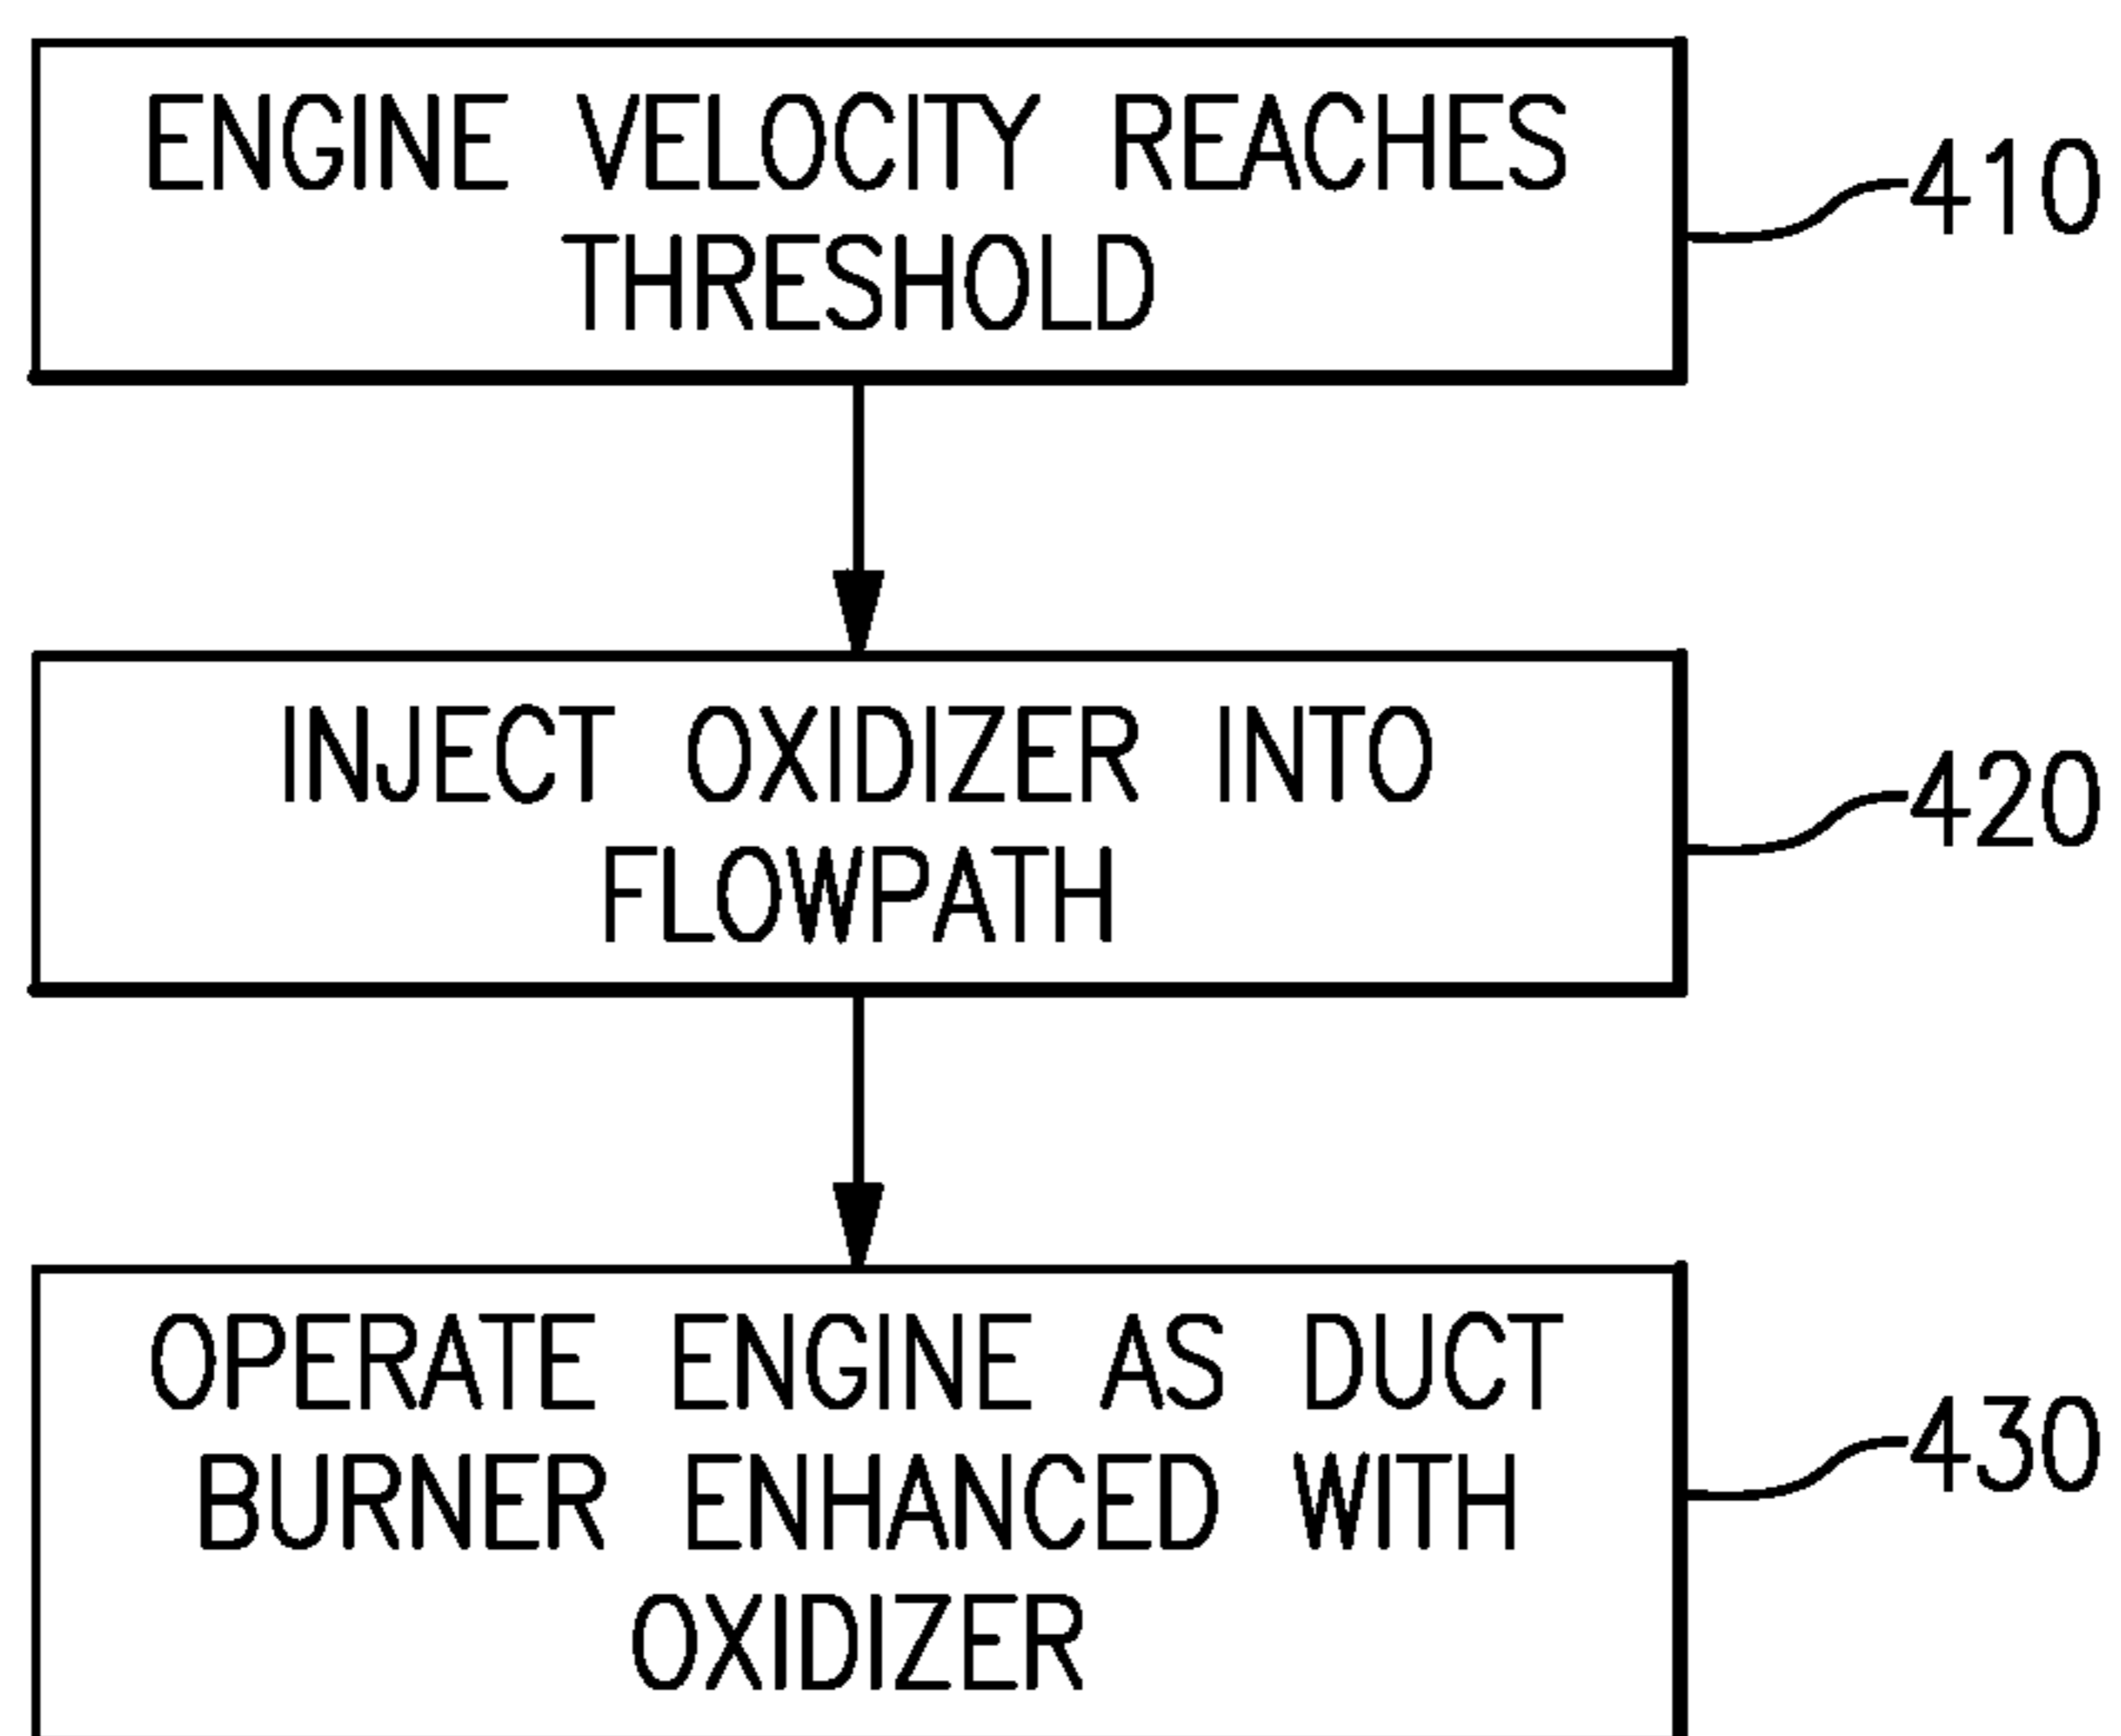 ENGINE VELOCITY REACHES
THRESHOLD
410
INJECT OXIDIZER INTO
FLOWPATH
420
OPERATE ENGINE AS DUCT
BURNER ENHANCED WITH
OXIDIZER
430